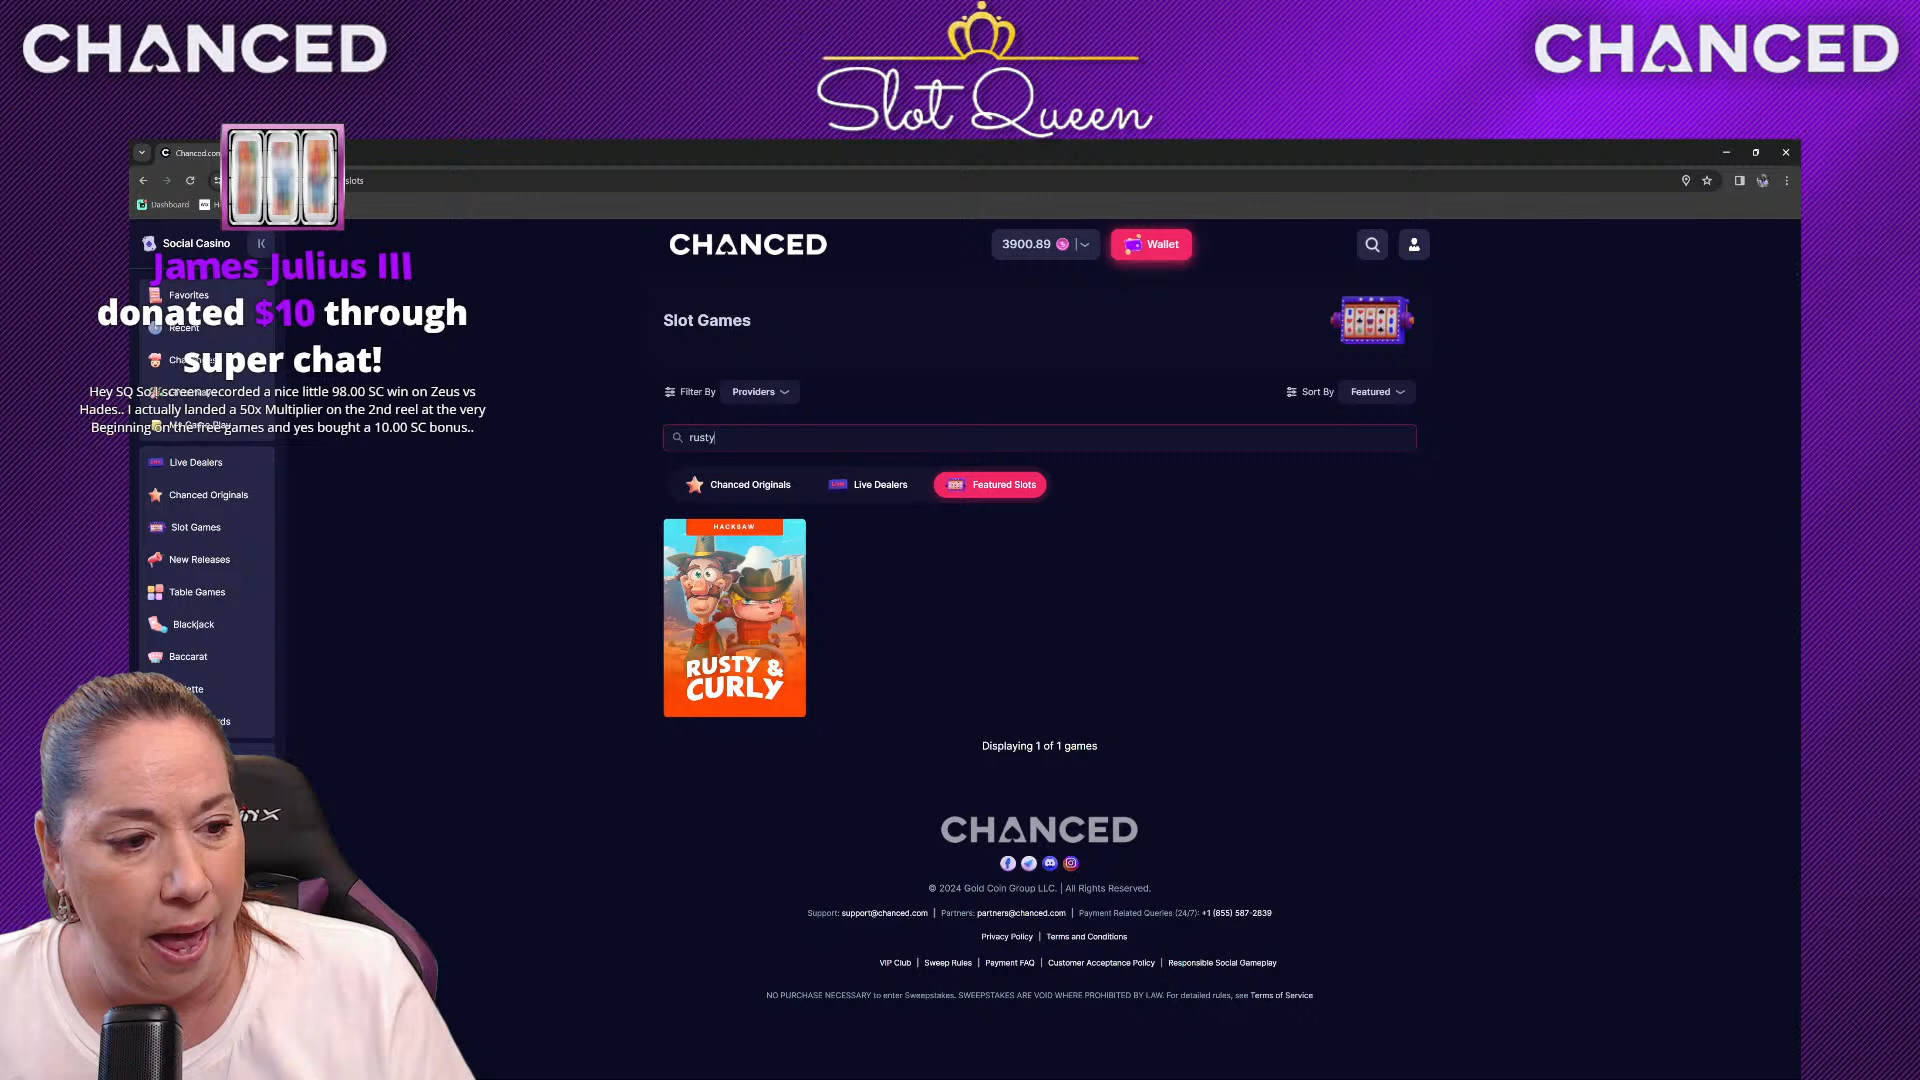 CHANCED
Slot Queen
CHANCED
Chanced.com
slots
Dashboard
Social Casino
CHANCED
3900.89
Wallet
James Julius III
donated $10 through
super chat!
Hey SQ So I screen recorded a nice little 98.00 SC win on Zeus vs
Hades.. I actually landed a 50x Multiplier on the 2nd reel at the very
Beginning on the free games and yes bought a 10.00 SC bonus..
Favorites
Recent
Live Dealers
Chanced Originals
Slot Games
New Releases
Table Games
Blackjack
Baccarat
Slot Games
Filter By
Providers
Sort By
Featured
rusty
Chanced Originals
Live Dealers
Featured Slots
HACKSAW
RUSTY &
CURLY
Displaying 1 of 1 games
CHANCED
© 2024 Gold Coin Group LLC. | All Rights Reserved.
Support: support@chanced.com | Partners: partners@chanced.com | Payment Related Queries (24/7): +1 (855) 587-2839
Privacy Policy | Terms and Conditions
VIP Club | Sweep Rules | Payment FAQ | Customer Acceptance Policy | Responsible Social Gameplay
NO PURCHASE NECESSARY to enter Sweepstakes. SWEEPSTAKES ARE VOID WHERE PROHIBITED BY LAW. For detailed rules, see Terms of Service